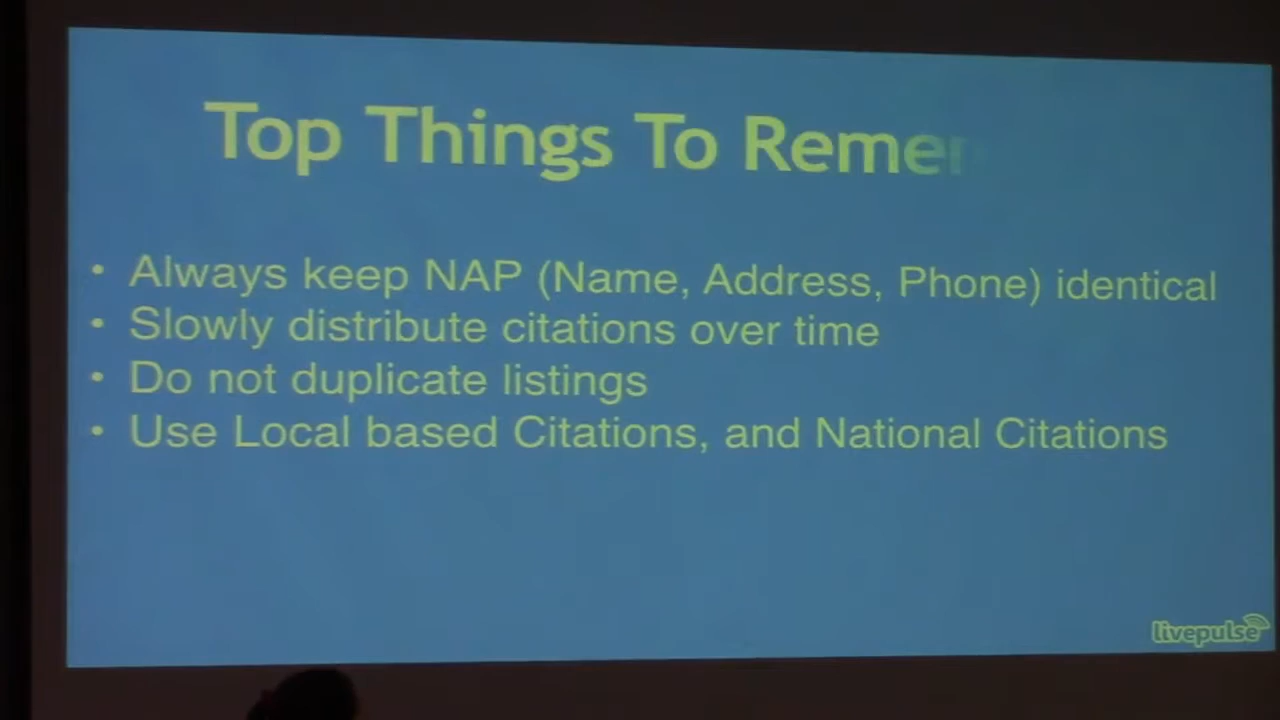 Top Things To
• Always keep NAP (Name, Address, Phone) identical
• Slowly distribute citations over time
• Do not duplicate listings
• Use Local based Citations, and National Citations
livepulse